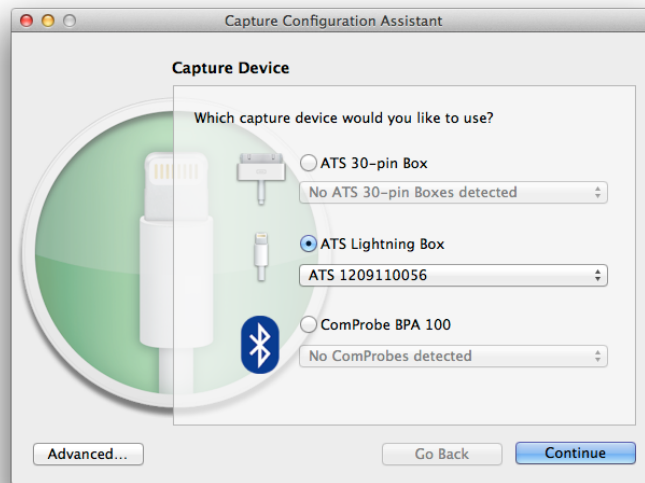 Capture Configuration Assistant
Capture Device
Which capture device would you like to use?
ATS 30-pin Box
No ATS 30-pin Boxes detected
ATS Lightning Box
ATS 1209110056
ComProbe BPA 100
No ComProbes detected
Advanced...
Go Back
Continue